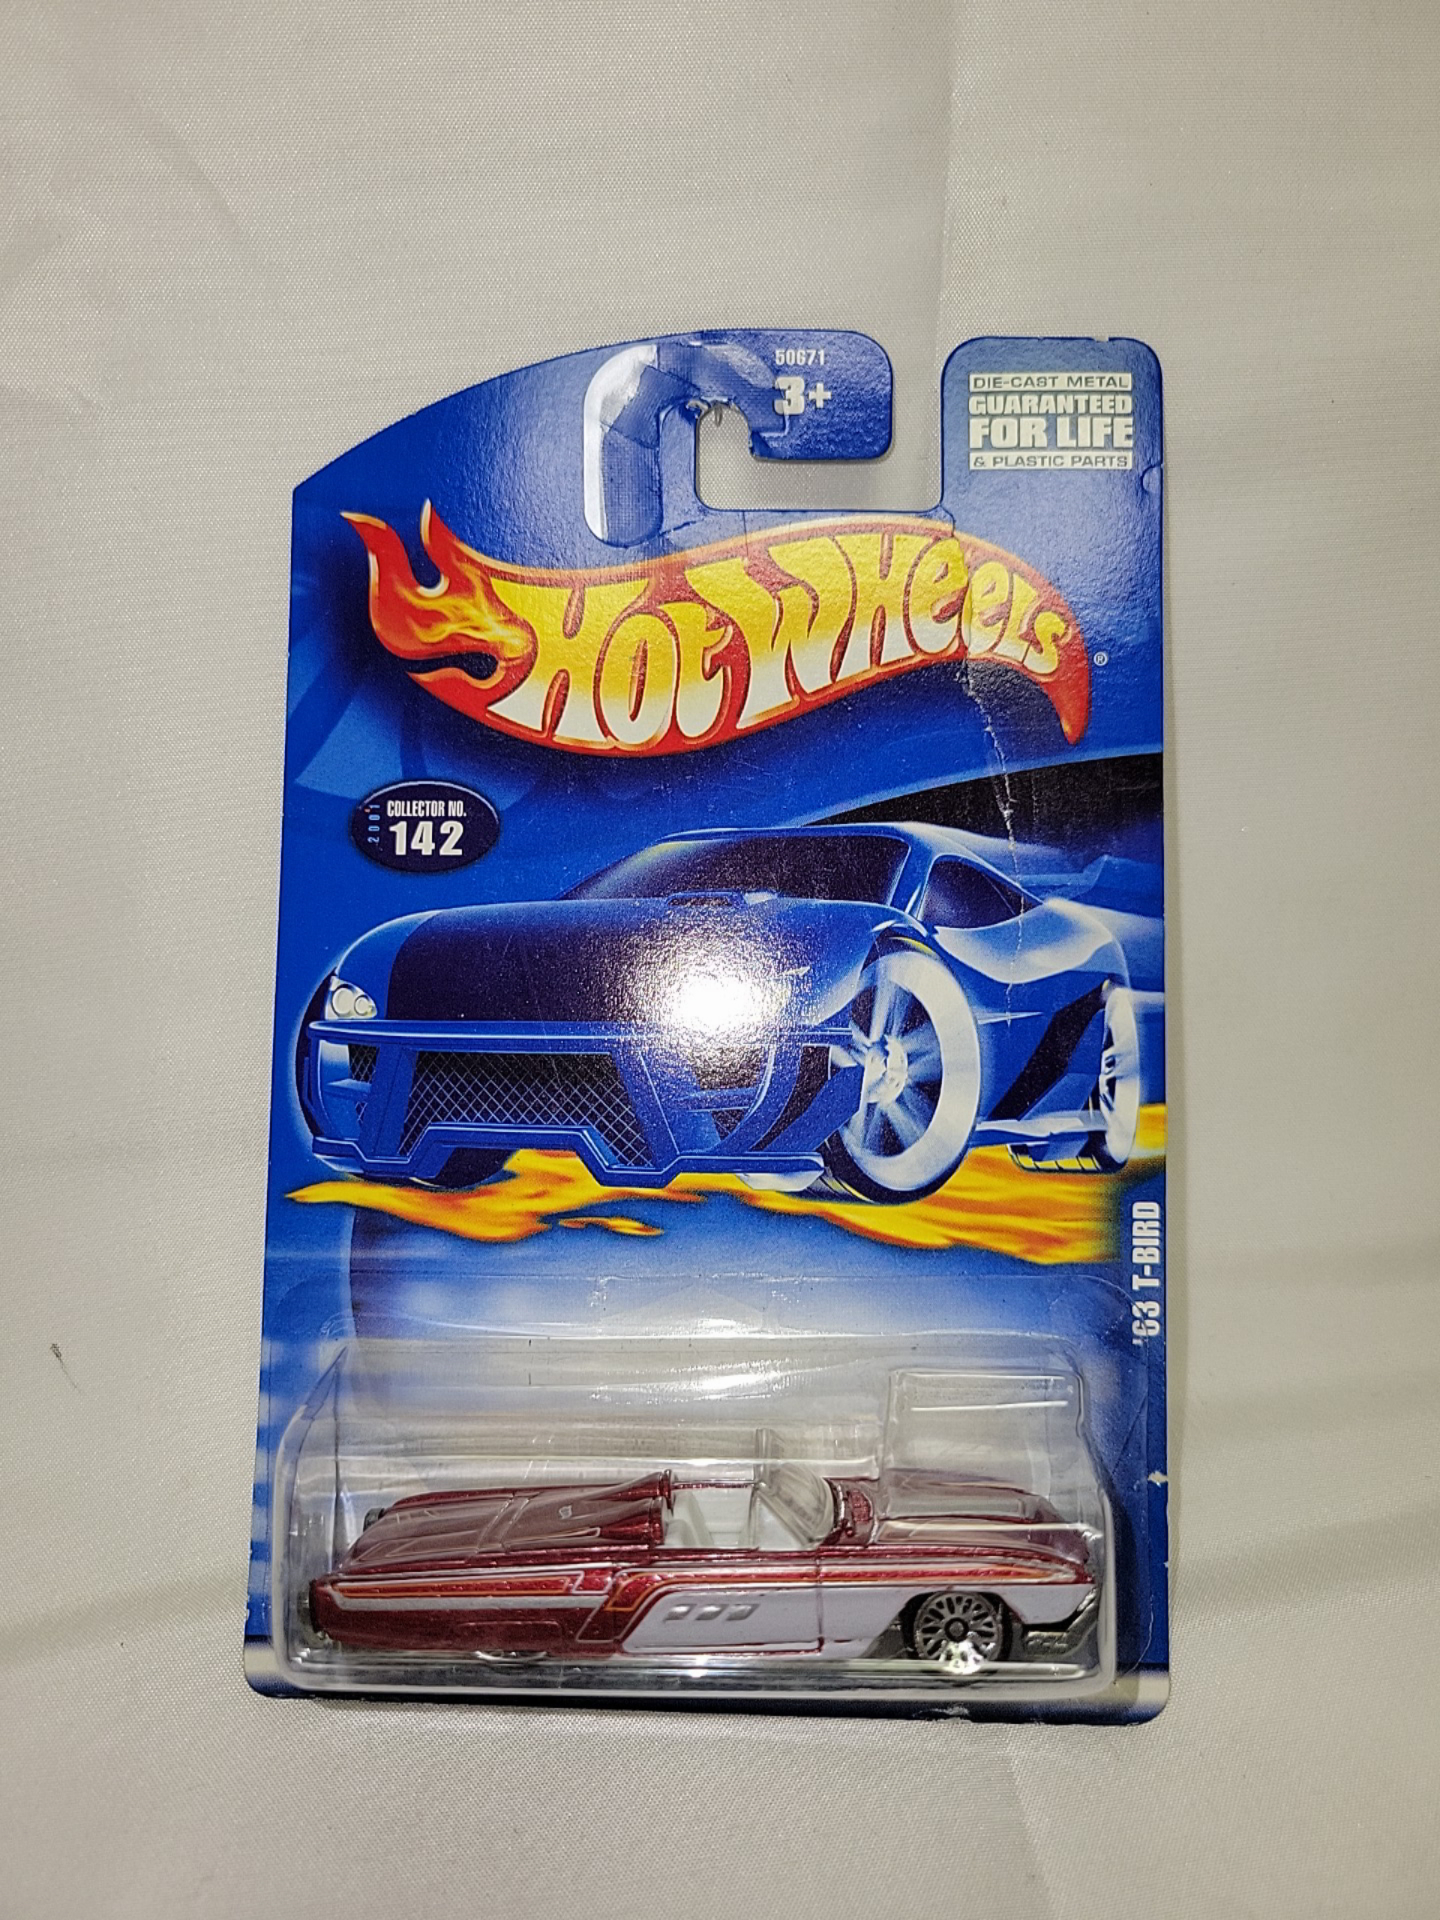 50671
3+
DIE-CAST METAL
GUARANTEED
FOR LIFE
& PLASTIC PARTS
HOT WHEELS®
2001
COLLECTOR NO.
142
'63 T-BIRD